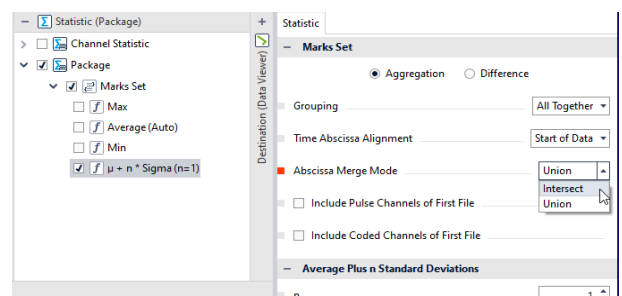 Statistic (Package)
Channel Statistic
Package
Marks Set
Max
Average (Auto)
Min
μ + n * Sigma (n=1)
Destination (Data Viewer)
Statistic
Marks Set
Aggregation
Difference
Grouping
All Together
Time Abscissa Alignment
Start of Data
Abscissa Merge Mode
Union
Intersect
Union
Include Pulse Channels of First File
Include Coded Channels of First File
Average Plus n Standard Deviations
n
1